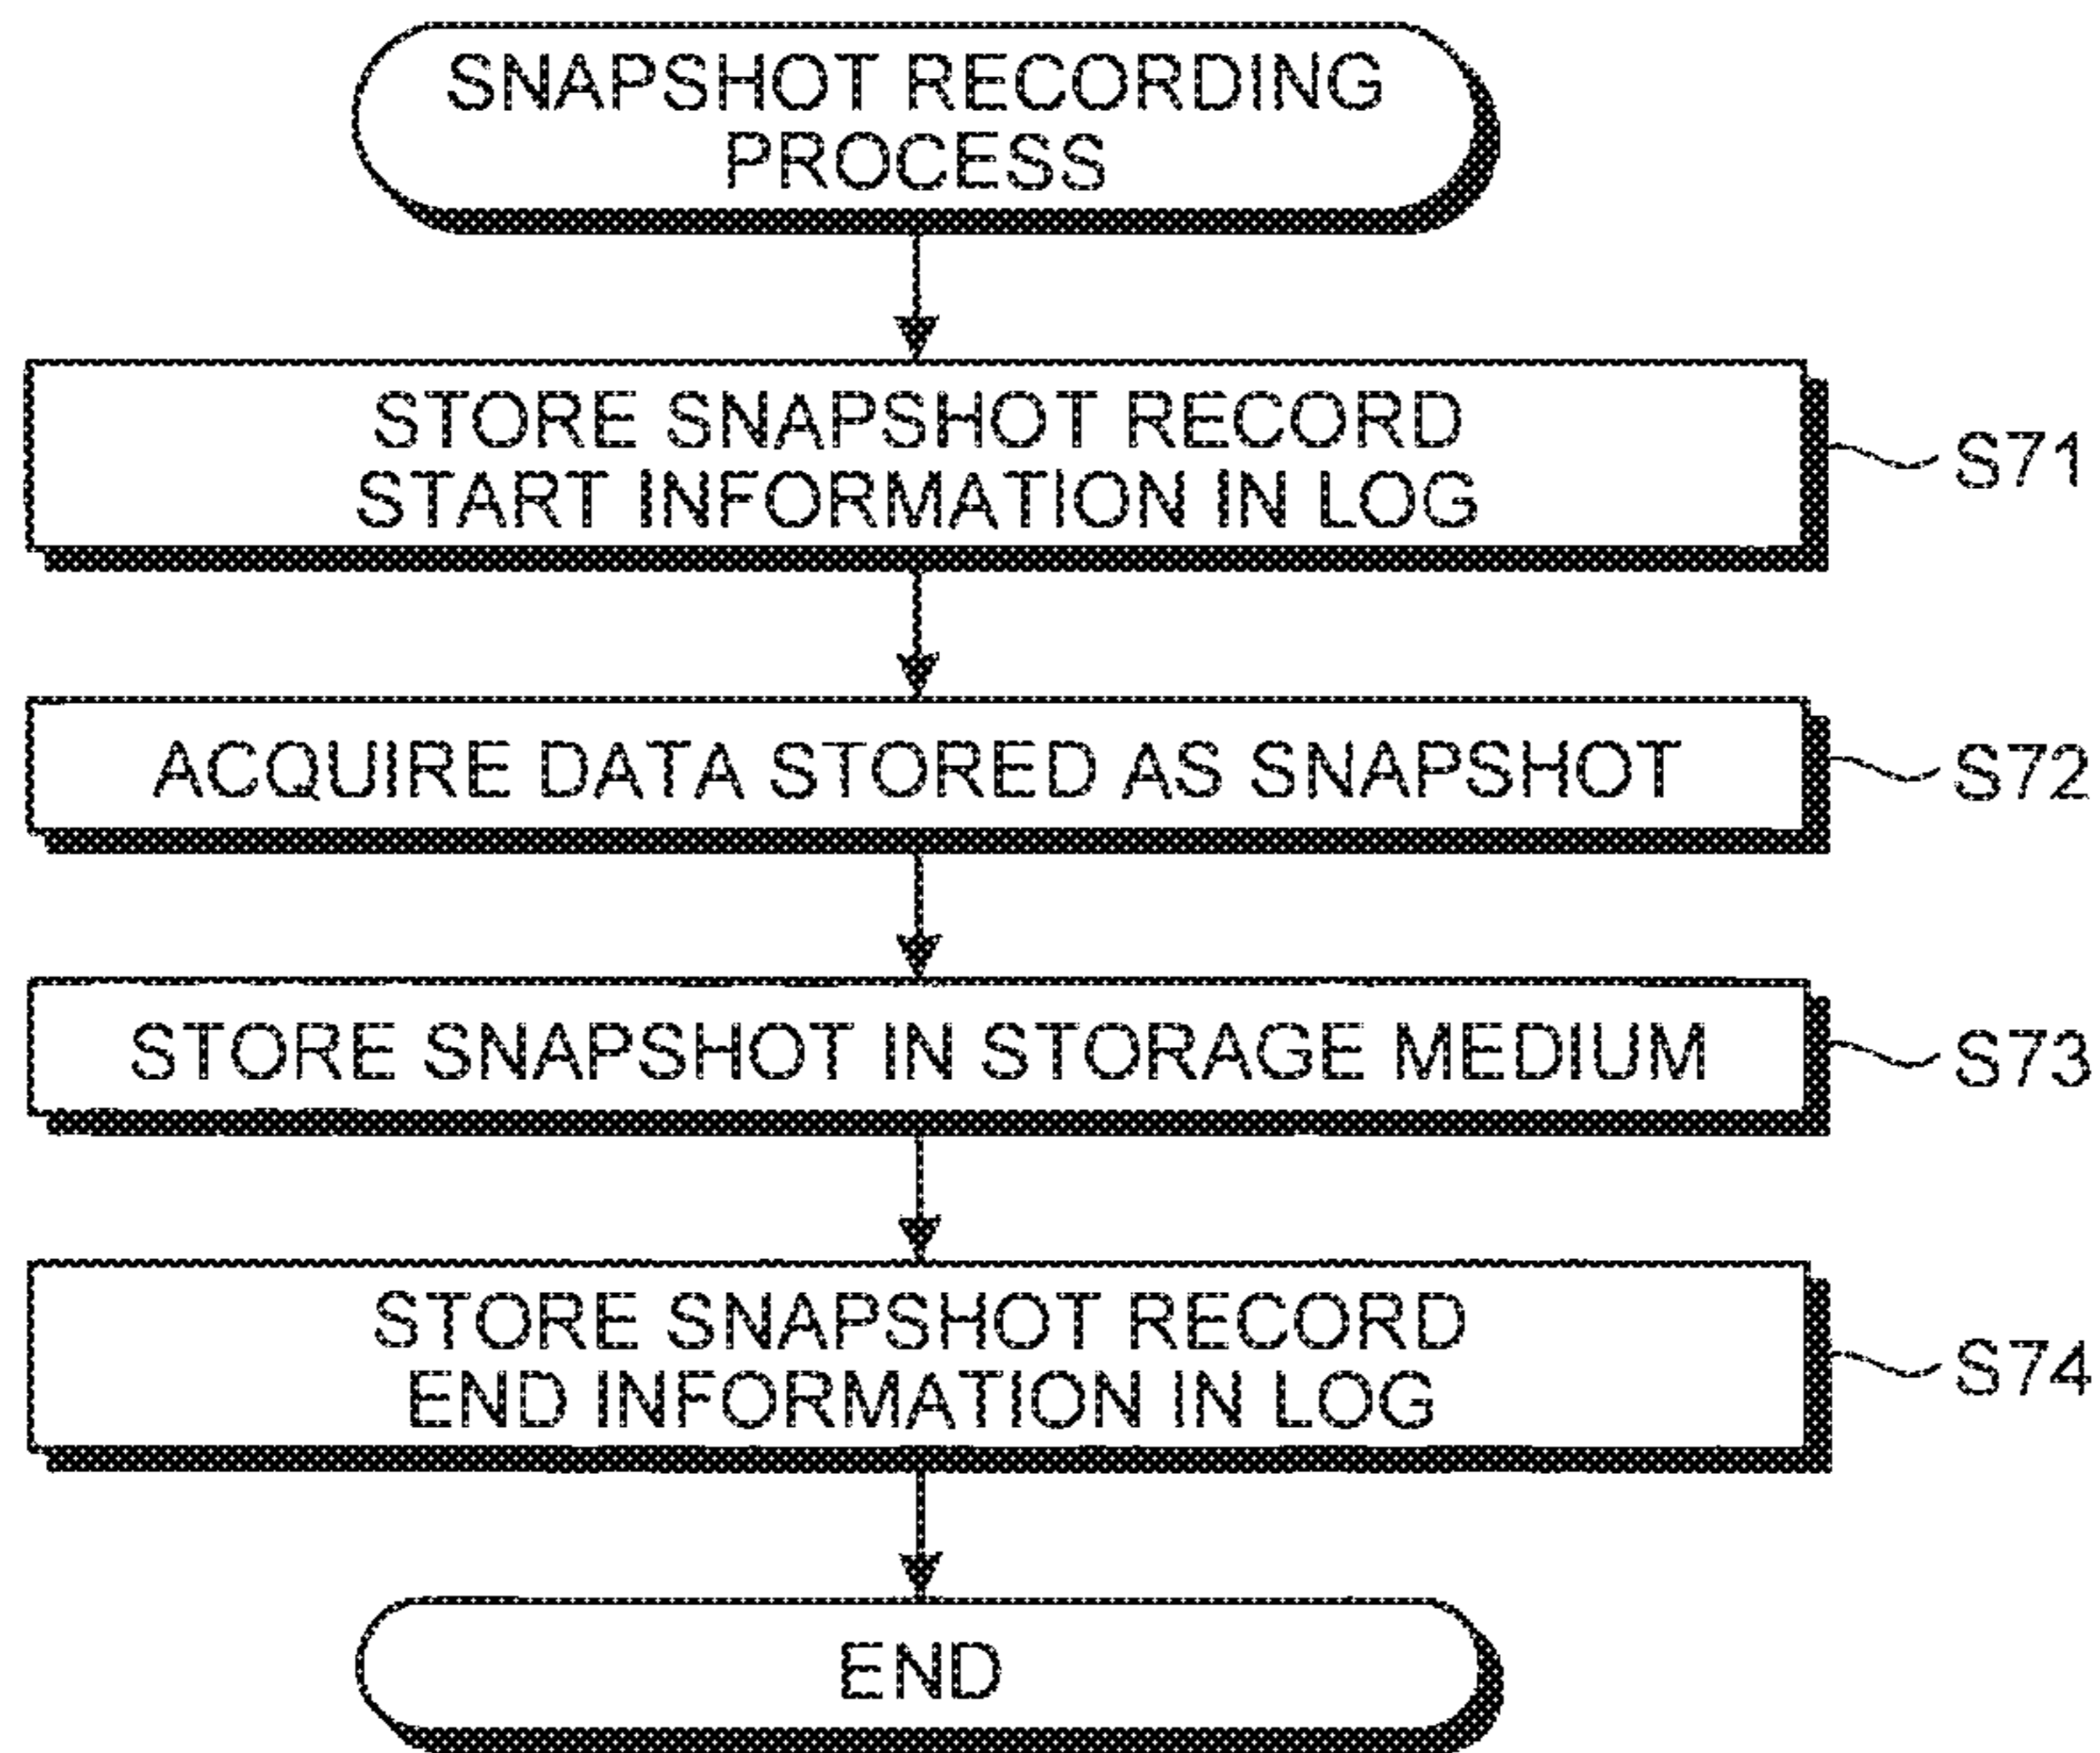 SNAPSHOT RECORDING
PROCESS
STORE SNAPSHOT RECORD
START INFORMATION IN LOG
S71
ACQUIRE DATA STORED AS SNAPSHOT
S72
STORE SNAPSHOT IN STORAGE MEDIUM
S73
STORE SNAPSHOT RECORD
END INFORMATION IN LOG
S74
END